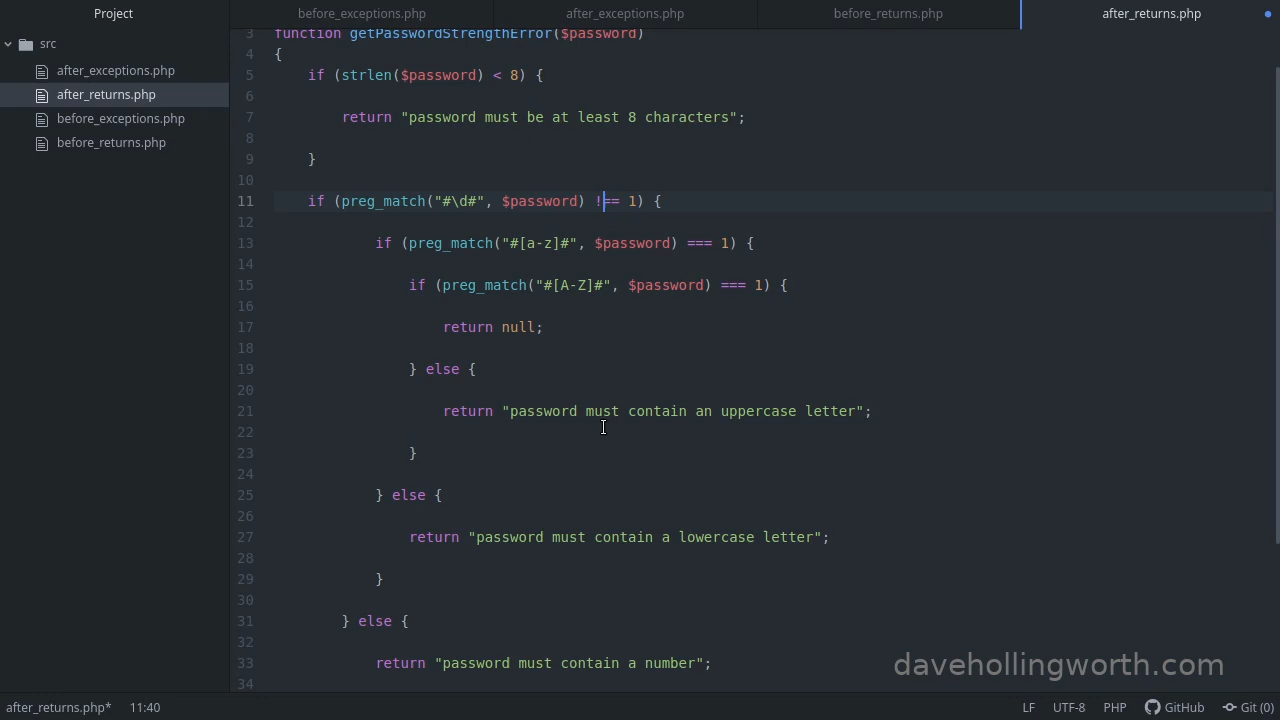 Project
before_exceptions.php
after_exceptions.php
before_returns.php
after_returns.php
src
after_exceptions.php
after_returns.php
before_exceptions.php
before_returns.php
3 function getPasswordStrengthError($password)
4 {
5 if (strlen($password) < 8) {
6
7 return "password must be at least 8 characters";
8
9 }
10
11 if (preg_match("#\d#", $password) !== 1) {
12
13 if (preg_match("#[a-z]#", $password) === 1) {
14
15 if (preg_match("#[A-Z]#", $password) === 1) {
16
17 return null;
18
19 } else {
20
21 return "password must contain an uppercase letter";
22
23 }
24
25 } else {
26
27 return "password must contain a lowercase letter";
28
29 }
30
31 } else {
32
33 return "password must contain a number";
34
davehollingworth.com
after_returns.php* 11:40 LF UTF-8 PHP GitHub Git (0)